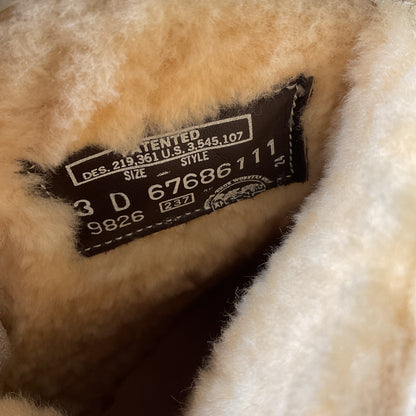 PATENTED
DES. 219,361 U.S. 3,545,107
SIZE STYLE
3 D 67686111
9826 237